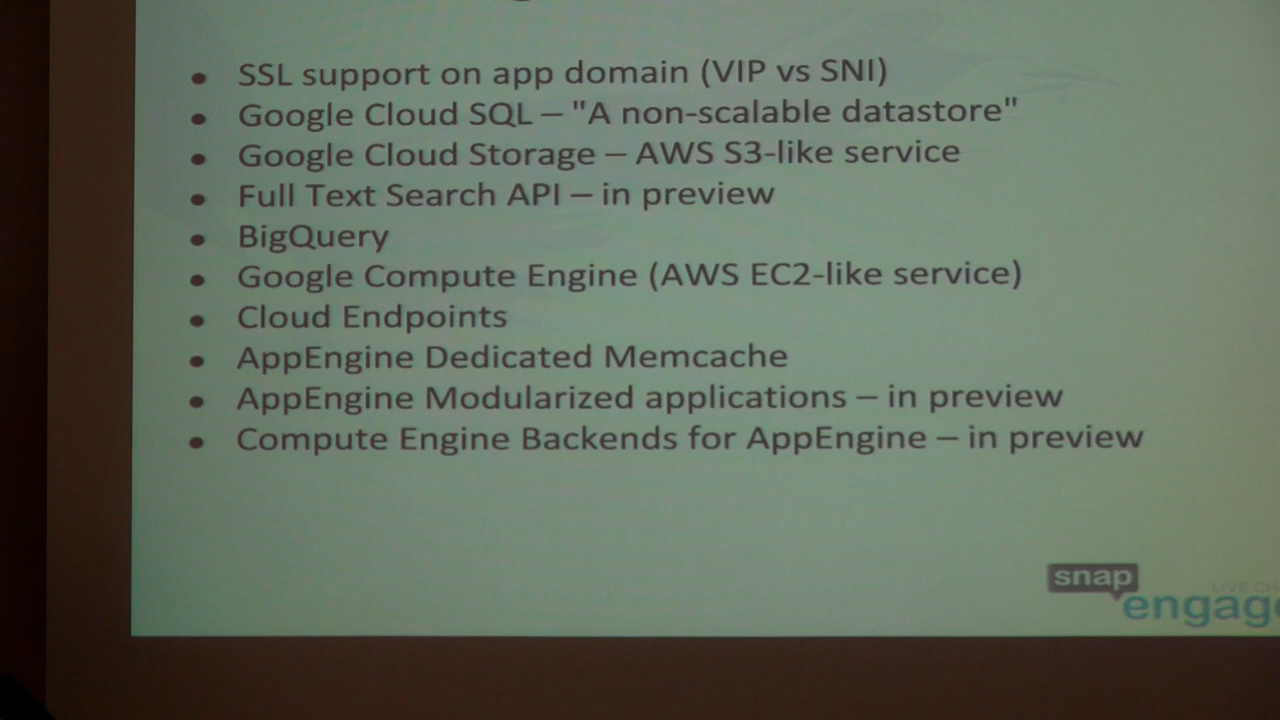 • SSL support on app domain (VIP vs SNI)
• Google Cloud SQL – "A non-scalable datastore"
• Google Cloud Storage – AWS S3-like service
• Full Text Search API – in preview
• BigQuery
• Google Compute Engine (AWS EC2-like service)
• Cloud Endpoints
• AppEngine Dedicated Memcache
• AppEngine Modularized applications – in preview
• Compute Engine Backends for AppEngine – in preview
snap
LIVE
engage